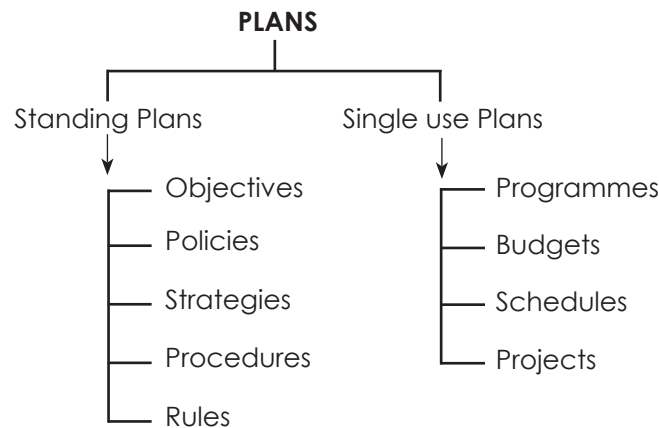 PLANS
Standing Plans
Single use Plans
Objectives
Policies
Strategies
Procedures
Rules
Programmes
Budgets
Schedules
Projects